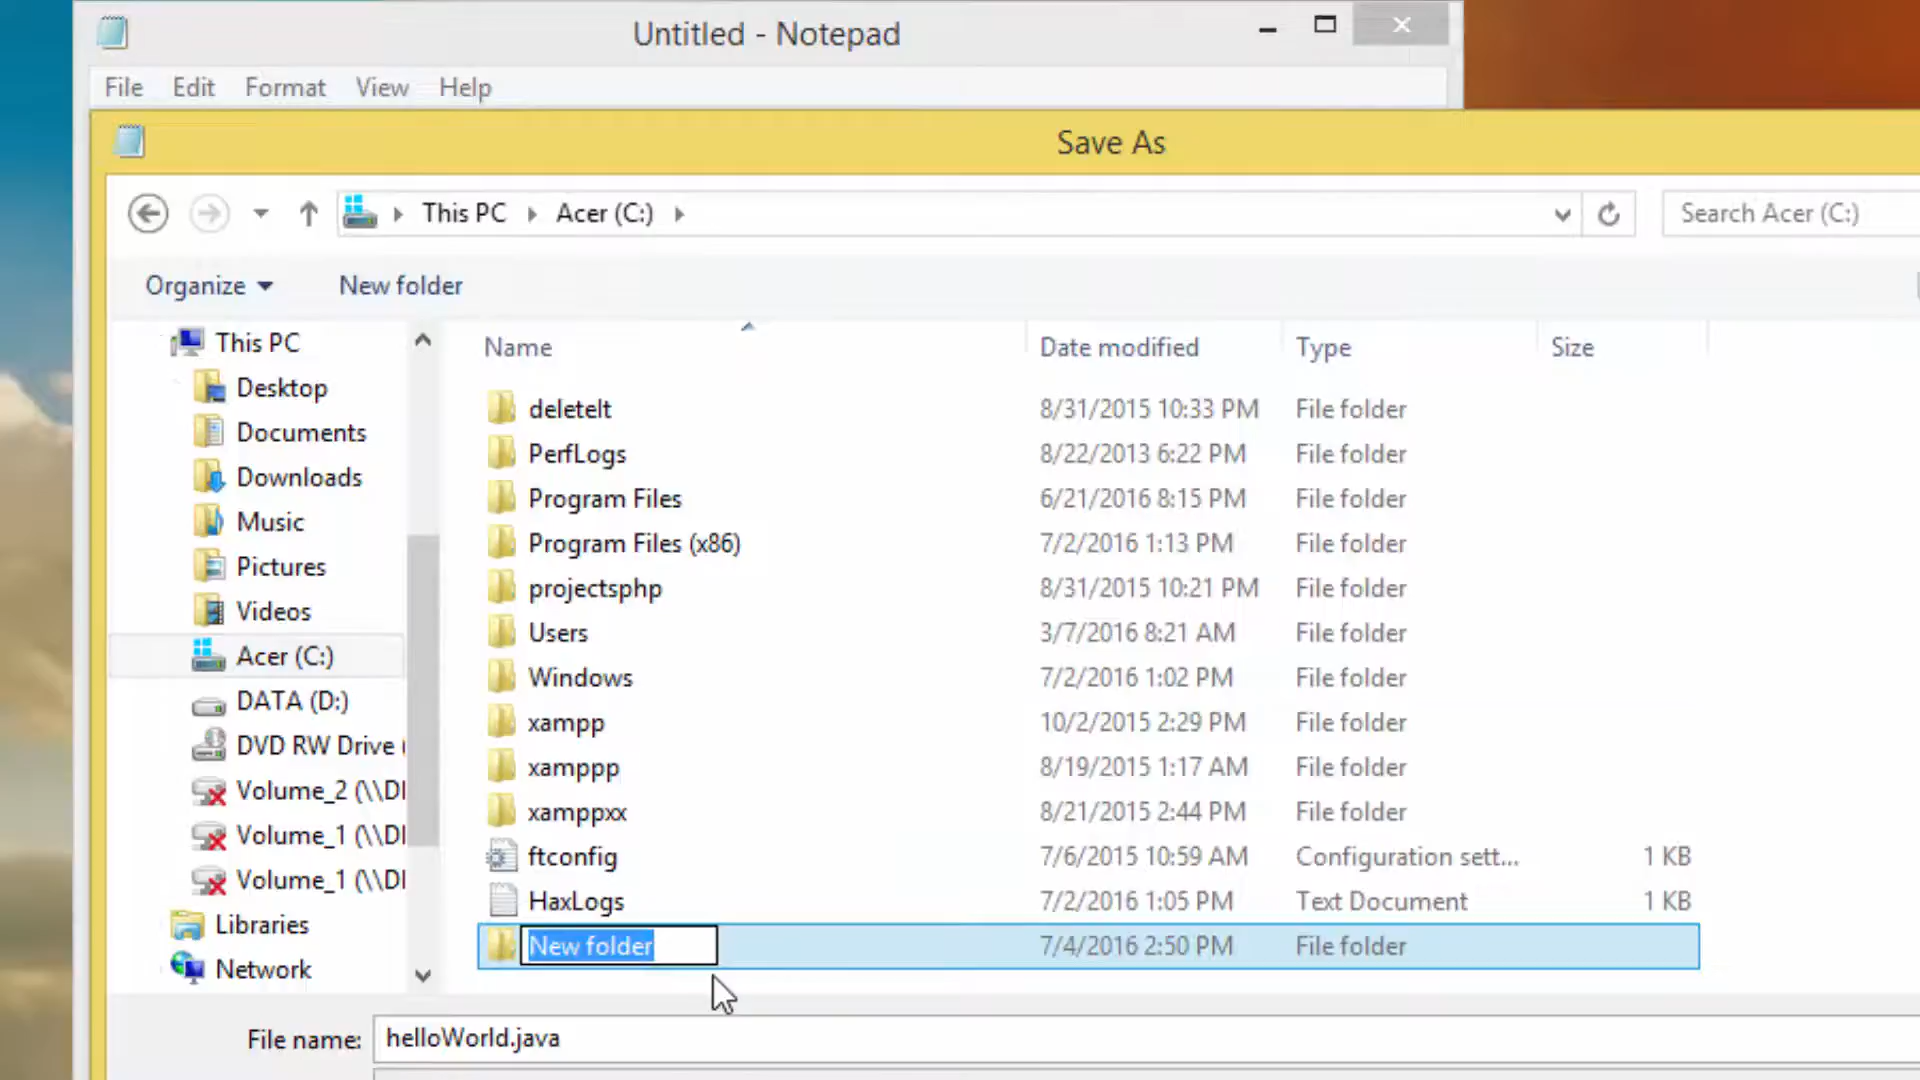 Untitled - Notepad
File Edit Format View Help
Save As
This PC Acer (C:) Search Acer (C:)
Organize New folder
Name Date modified Type Size
This PC
Desktop
Documents
Downloads
Music
Pictures
Videos
Acer (C:)
DATA (D:)
DVD RW Drive (
Volume_2 (\\DI
Volume_1 (\\DI
Volume_1 (\\DI
Libraries
Network
deleteIt 8/31/2015 10:33 PM File folder
PerfLogs 8/22/2013 6:22 PM File folder
Program Files 6/21/2016 8:15 PM File folder
Program Files (x86) 7/2/2016 1:13 PM File folder
projectsphp 8/31/2015 10:21 PM File folder
Users 3/7/2016 8:21 AM File folder
Windows 7/2/2016 1:02 PM File folder
xampp 10/2/2015 2:29 PM File folder
xamppp 8/19/2015 1:17 AM File folder
xamppxx 8/21/2015 2:44 PM File folder
ftconfig 7/6/2015 10:59 AM Configuration sett... 1 KB
HaxLogs 7/2/2016 1:05 PM Text Document 1 KB
New folder 7/4/2016 2:50 PM File folder
File name: helloWorld.java